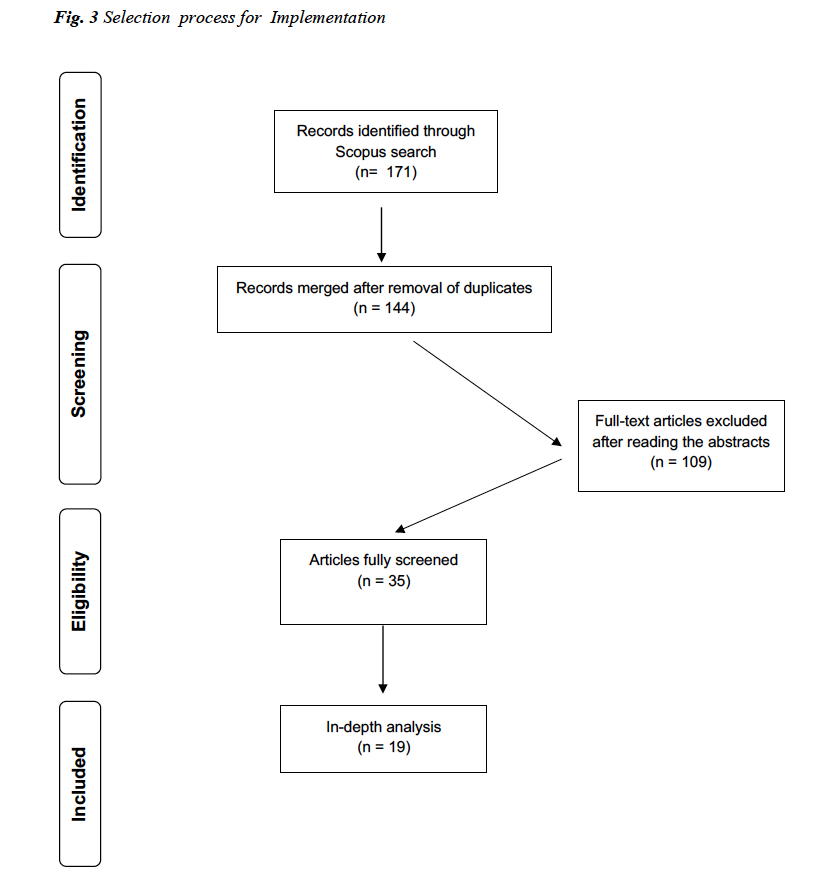 Fig. 3 Selection process for Implementation
Identification
Records identified through
Scopus search
(n= 171)
Screening
Records merged after removal of duplicates
(n = 144)
Full-text articles excluded
after reading the abstracts
(n = 109)
Eligibility
Articles fully screened
(n = 35)
Included
In-depth analysis
(n = 19)